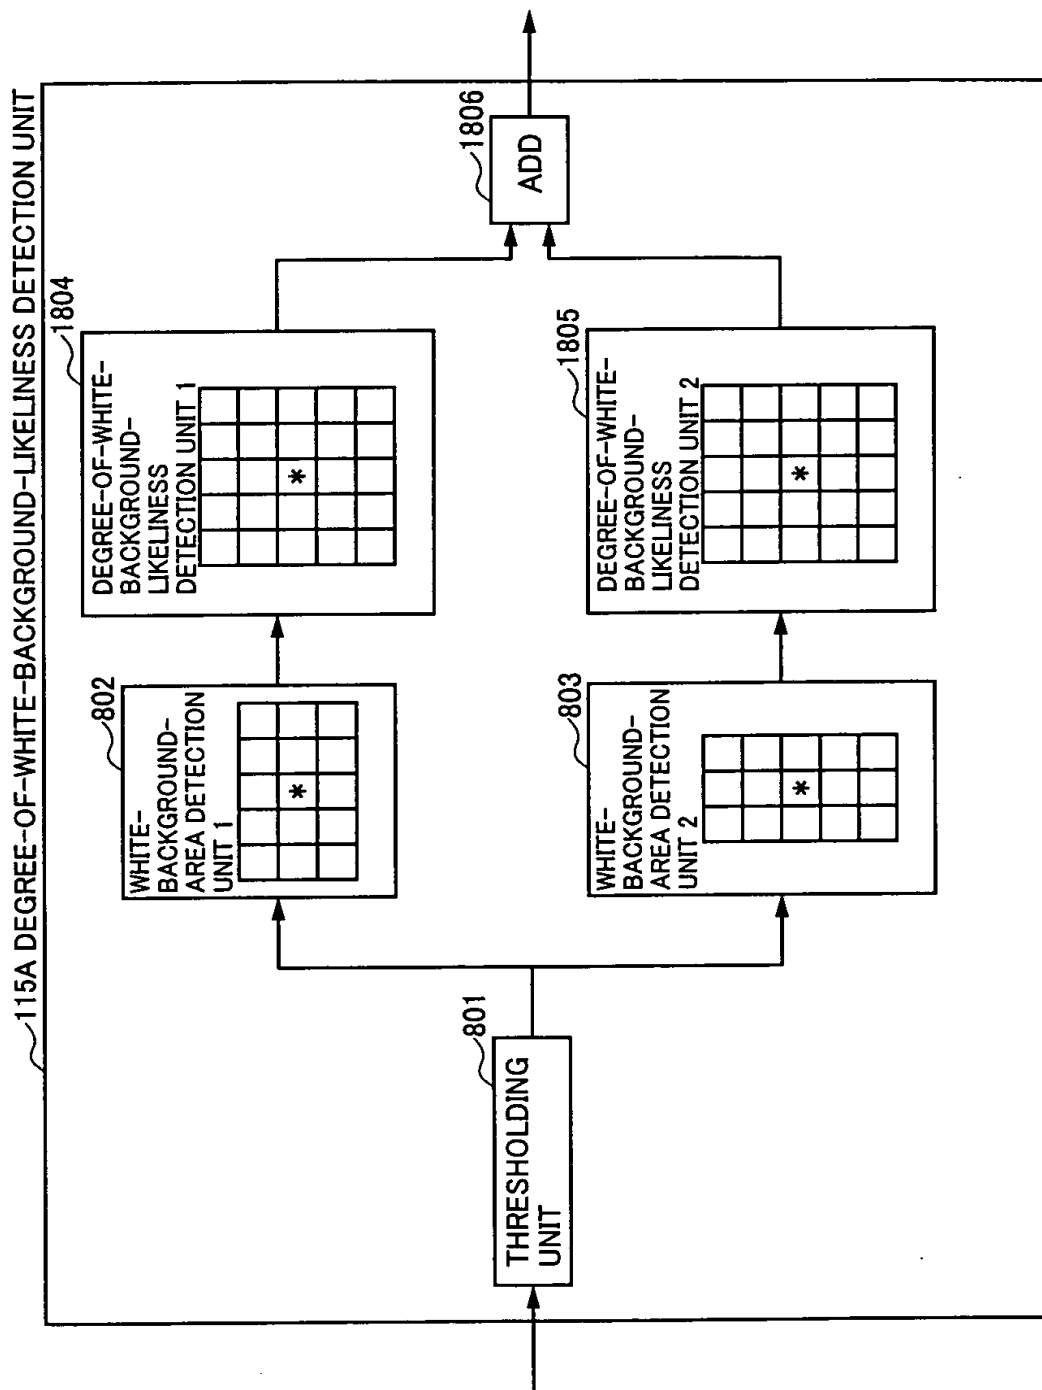 115A DEGREE-OF-WHITE-BACKGROUND-LIKELINESS DETECTION UNIT
801
THRESHOLDING
UNIT
802
WHITE-
BACKGROUND-
AREA DETECTION
UNIT 1
*
1804
DEGREE-OF-WHITE-
BACKGROUND-
LIKELINESS
DETECTION UNIT 1
*
803
WHITE-
BACKGROUND-
AREA DETECTION
UNIT 2
*
1805
DEGREE-OF-WHITE-
BACKGROUND-
LIKELINESS
DETECTION UNIT 2
*
1806
ADD